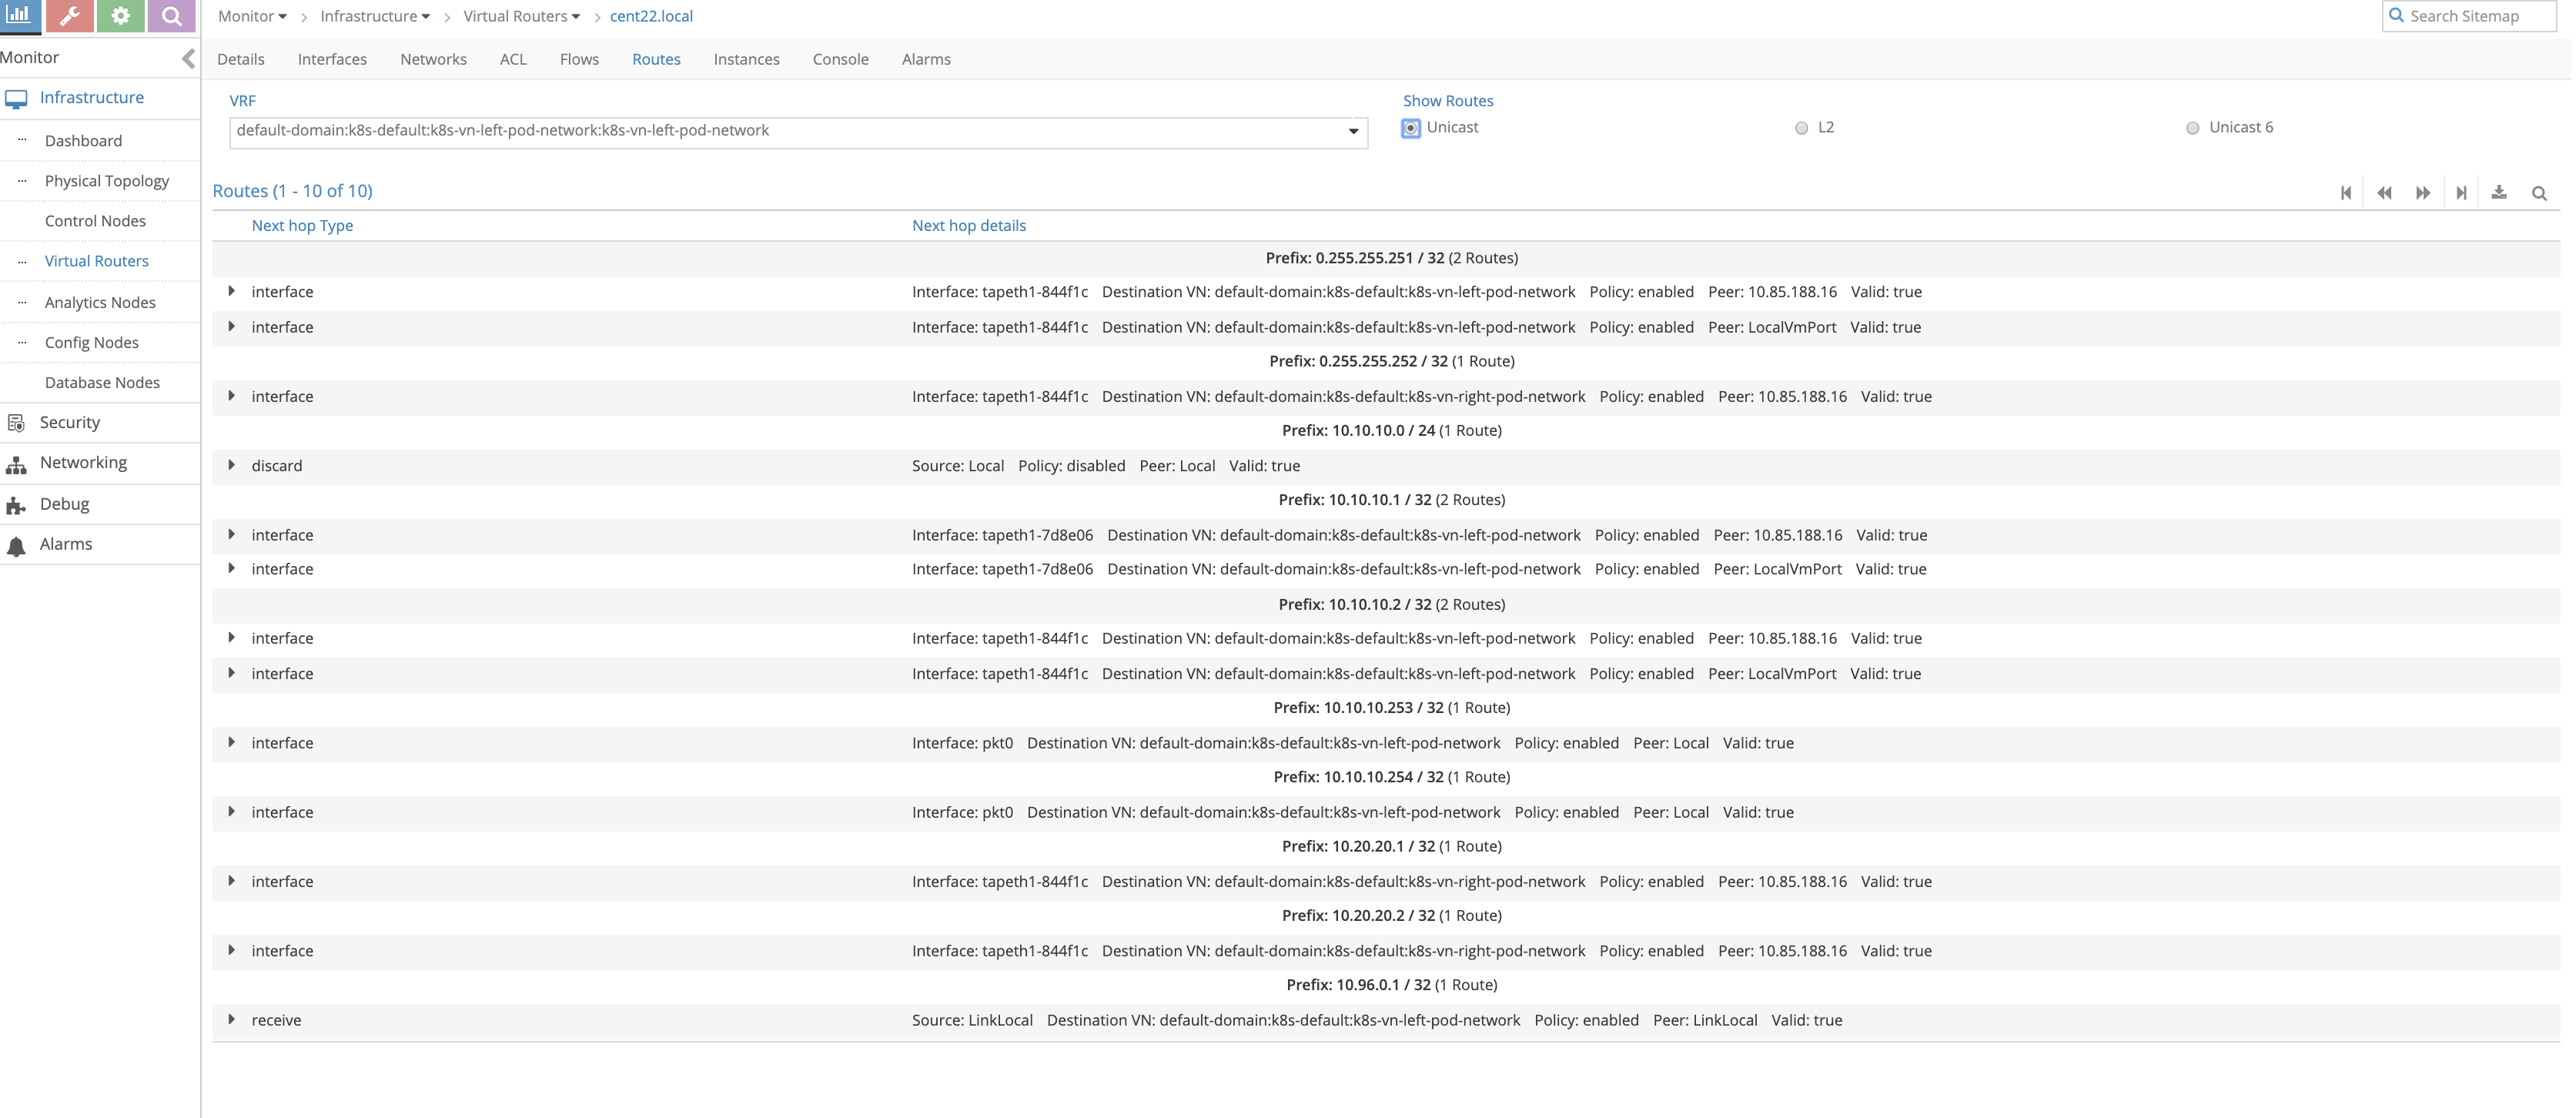 Monitor > Infrastructure > Virtual Routers > cent22.local
Search Sitemap
Monitor
Infrastructure
Dashboard
Physical Topology
Control Nodes
Virtual Routers
Analytics Nodes
Config Nodes
Database Nodes
Security
Networking
Debug
Alarms
Details Interfaces Networks ACL Flows Routes Instances Console Alarms
VRF
default-domain:k8s-default:k8s-vn-left-pod-network:k8s-vn-left-pod-network
Show Routes
Unicast L2 Unicast 6
Routes (1 - 10 of 10)
Next hop Type Next hop details
Prefix: 0.255.255.251 / 32 (2 Routes)
interface Interface: tapeth1-844f1c Destination VN: default-domain:k8s-default:k8s-vn-left-pod-network Policy: enabled Peer: 10.85.188.16 Valid: true
interface Interface: tapeth1-844f1c Destination VN: default-domain:k8s-default:k8s-vn-left-pod-network Policy: enabled Peer: LocalVmPort Valid: true
Prefix: 0.255.255.252 / 32 (1 Route)
interface Interface: tapeth1-844f1c Destination VN: default-domain:k8s-default:k8s-vn-right-pod-network Policy: enabled Peer: 10.85.188.16 Valid: true
Prefix: 10.10.10.0 / 24 (1 Route)
discard Source: Local Policy: disabled Peer: Local Valid: true
Prefix: 10.10.10.1 / 32 (2 Routes)
interface Interface: tapeth1-7d8e06 Destination VN: default-domain:k8s-default:k8s-vn-left-pod-network Policy: enabled Peer: 10.85.188.16 Valid: true
interface Interface: tapeth1-7d8e06 Destination VN: default-domain:k8s-default:k8s-vn-left-pod-network Policy: enabled Peer: LocalVmPort Valid: true
Prefix: 10.10.10.2 / 32 (2 Routes)
interface Interface: tapeth1-844f1c Destination VN: default-domain:k8s-default:k8s-vn-left-pod-network Policy: enabled Peer: 10.85.188.16 Valid: true
interface Interface: tapeth1-844f1c Destination VN: default-domain:k8s-default:k8s-vn-left-pod-network Policy: enabled Peer: LocalVmPort Valid: true
Prefix: 10.10.10.253 / 32 (1 Route)
interface Interface: pkt0 Destination VN: default-domain:k8s-default:k8s-vn-left-pod-network Policy: enabled Peer: Local Valid: true
Prefix: 10.10.10.254 / 32 (1 Route)
interface Interface: pkt0 Destination VN: default-domain:k8s-default:k8s-vn-left-pod-network Policy: enabled Peer: Local Valid: true
Prefix: 10.20.20.1 / 32 (1 Route)
interface Interface: tapeth1-844f1c Destination VN: default-domain:k8s-default:k8s-vn-right-pod-network Policy: enabled Peer: 10.85.188.16 Valid: true
Prefix: 10.20.20.2 / 32 (1 Route)
interface Interface: tapeth1-844f1c Destination VN: default-domain:k8s-default:k8s-vn-right-pod-network Policy: enabled Peer: 10.85.188.16 Valid: true
Prefix: 10.96.0.1 / 32 (1 Route)
receive Source: LinkLocal Destination VN: default-domain:k8s-default:k8s-vn-left-pod-network Policy: enabled Peer: LinkLocal Valid: true